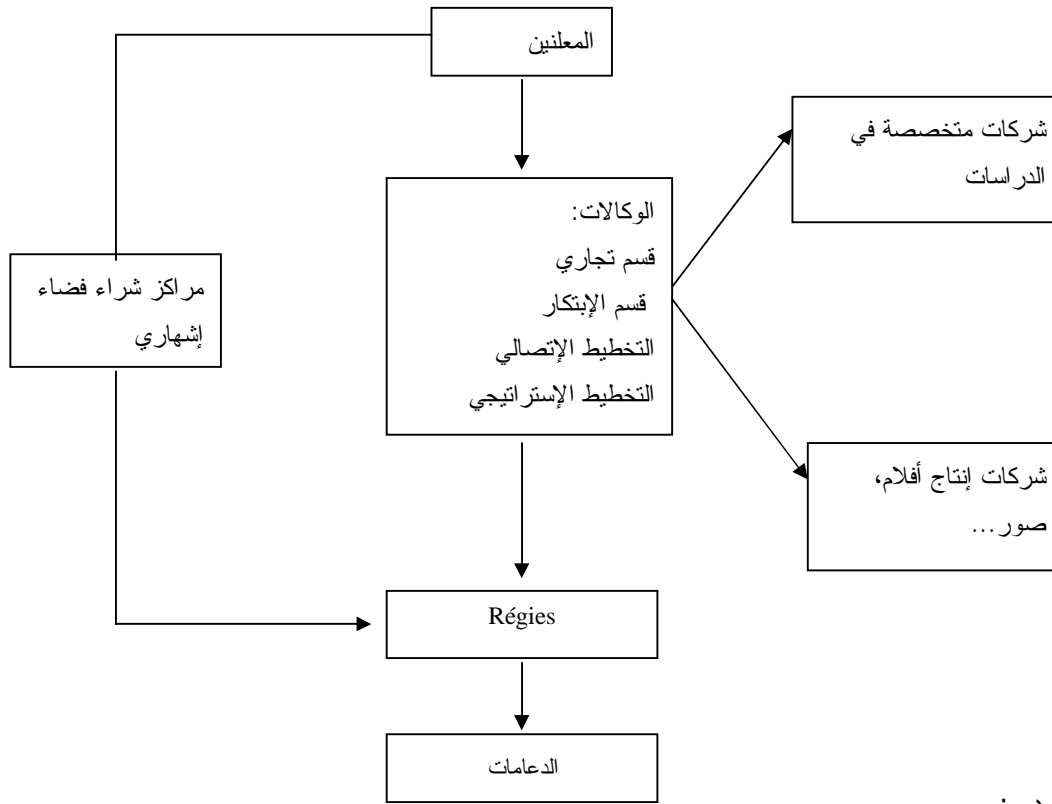 المعلنين
شركات متخصصة في
الدراسات
الوكالات:
قسم تجاري
قسم الإبتكار
التخطيط الإتصالي
التخطيط الإستراتيجي
مراكز شراء فضاء
إشهاري
شركات إنتاج أفلام،
صور...
Régies
الدعامات